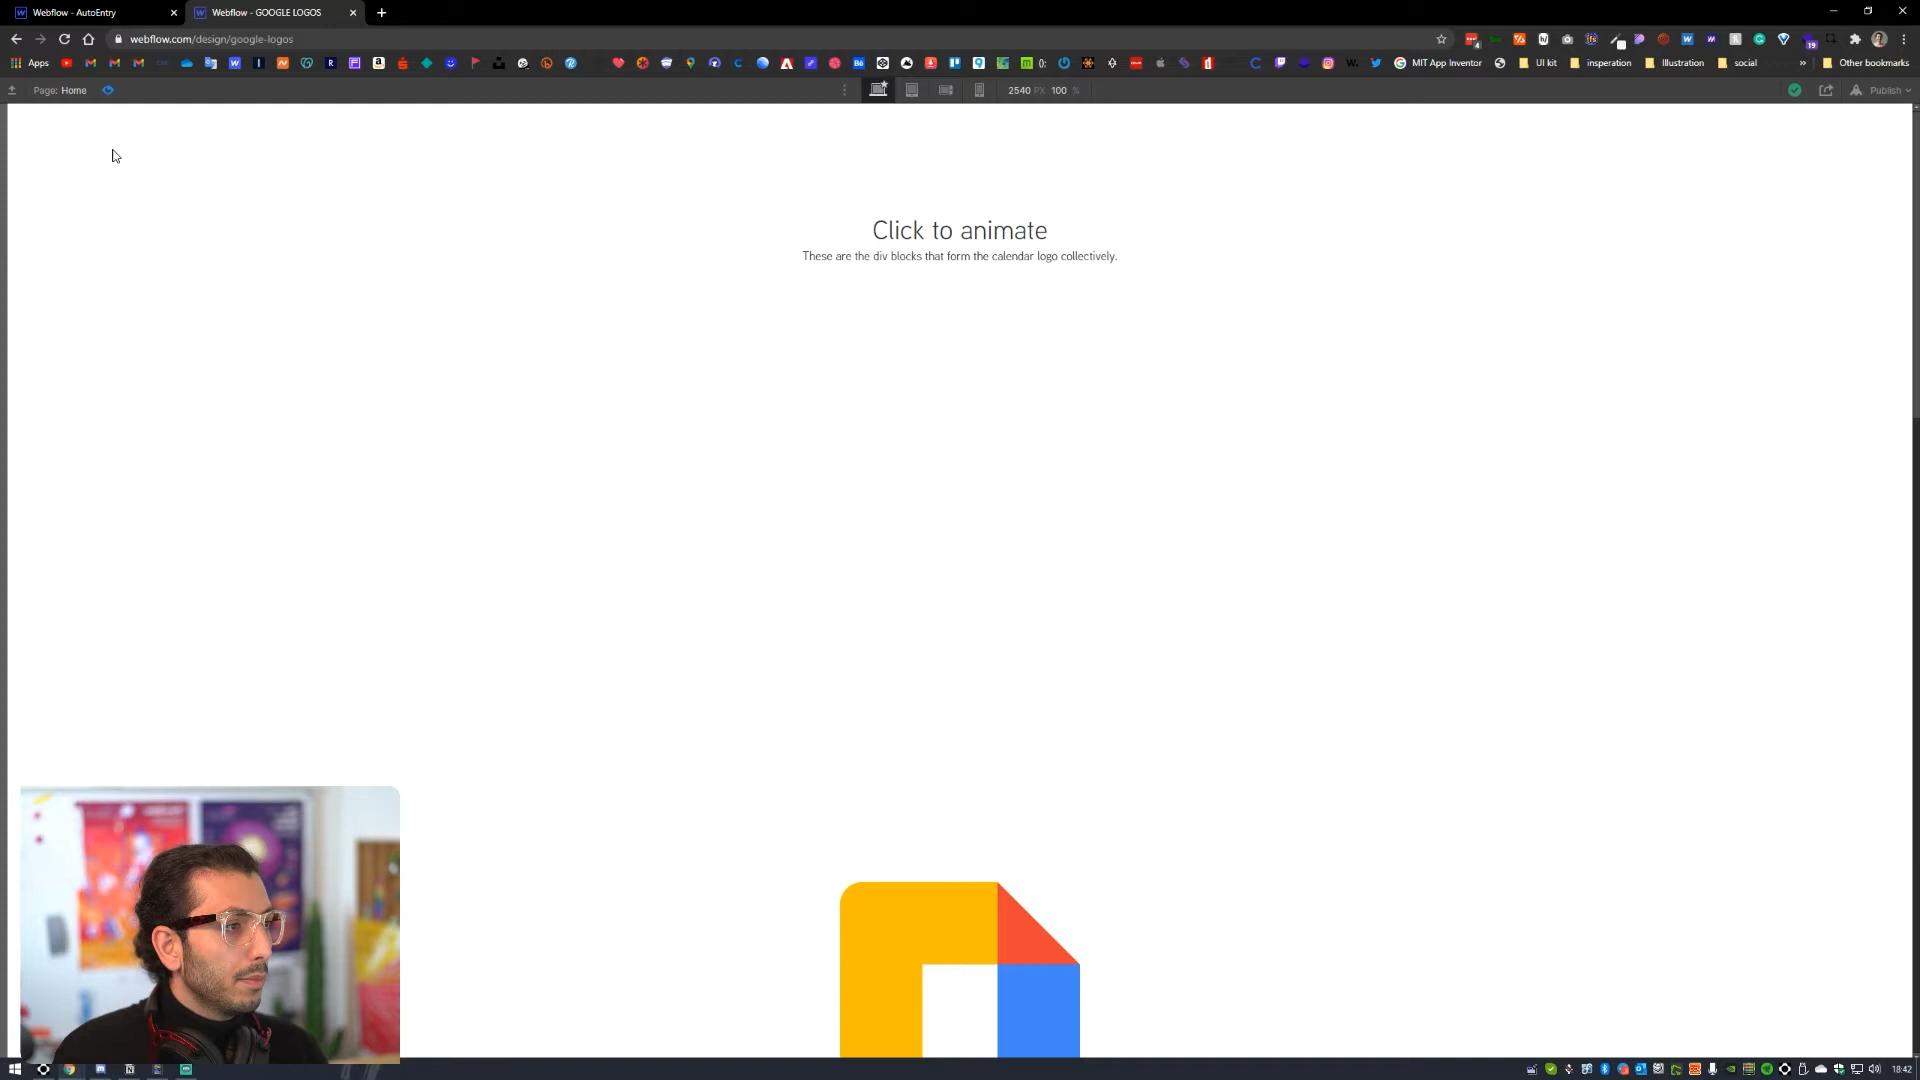 Webflow - AutoEntry
Webflow - GOOGLE LOGOS
webflow.com/design/google-logos
Apps
MIT App Inventor
UI kit
insperation
Illustration
social
Other bookmarks
Page: Home
2540 PX 100 %
Publish
Click to animate
These are the div blocks that form the calendar logo collectively.
18:42